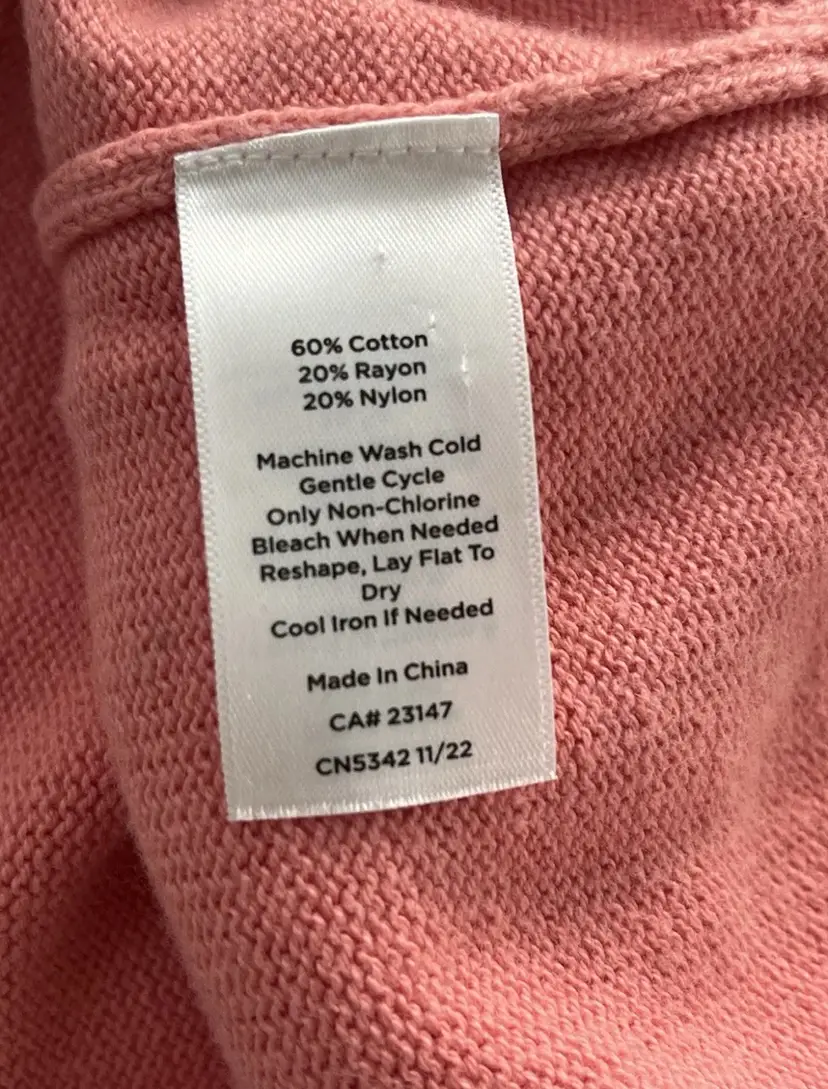 60% Cotton
20% Rayon
20% Nylon
Machine Wash Cold
Gentle Cycle
Only Non-Chlorine
Bleach When Needed
Reshape, Lay Flat To
Dry
Cool Iron If Needed
Made In China
CA# 23147
CN5342 11/22